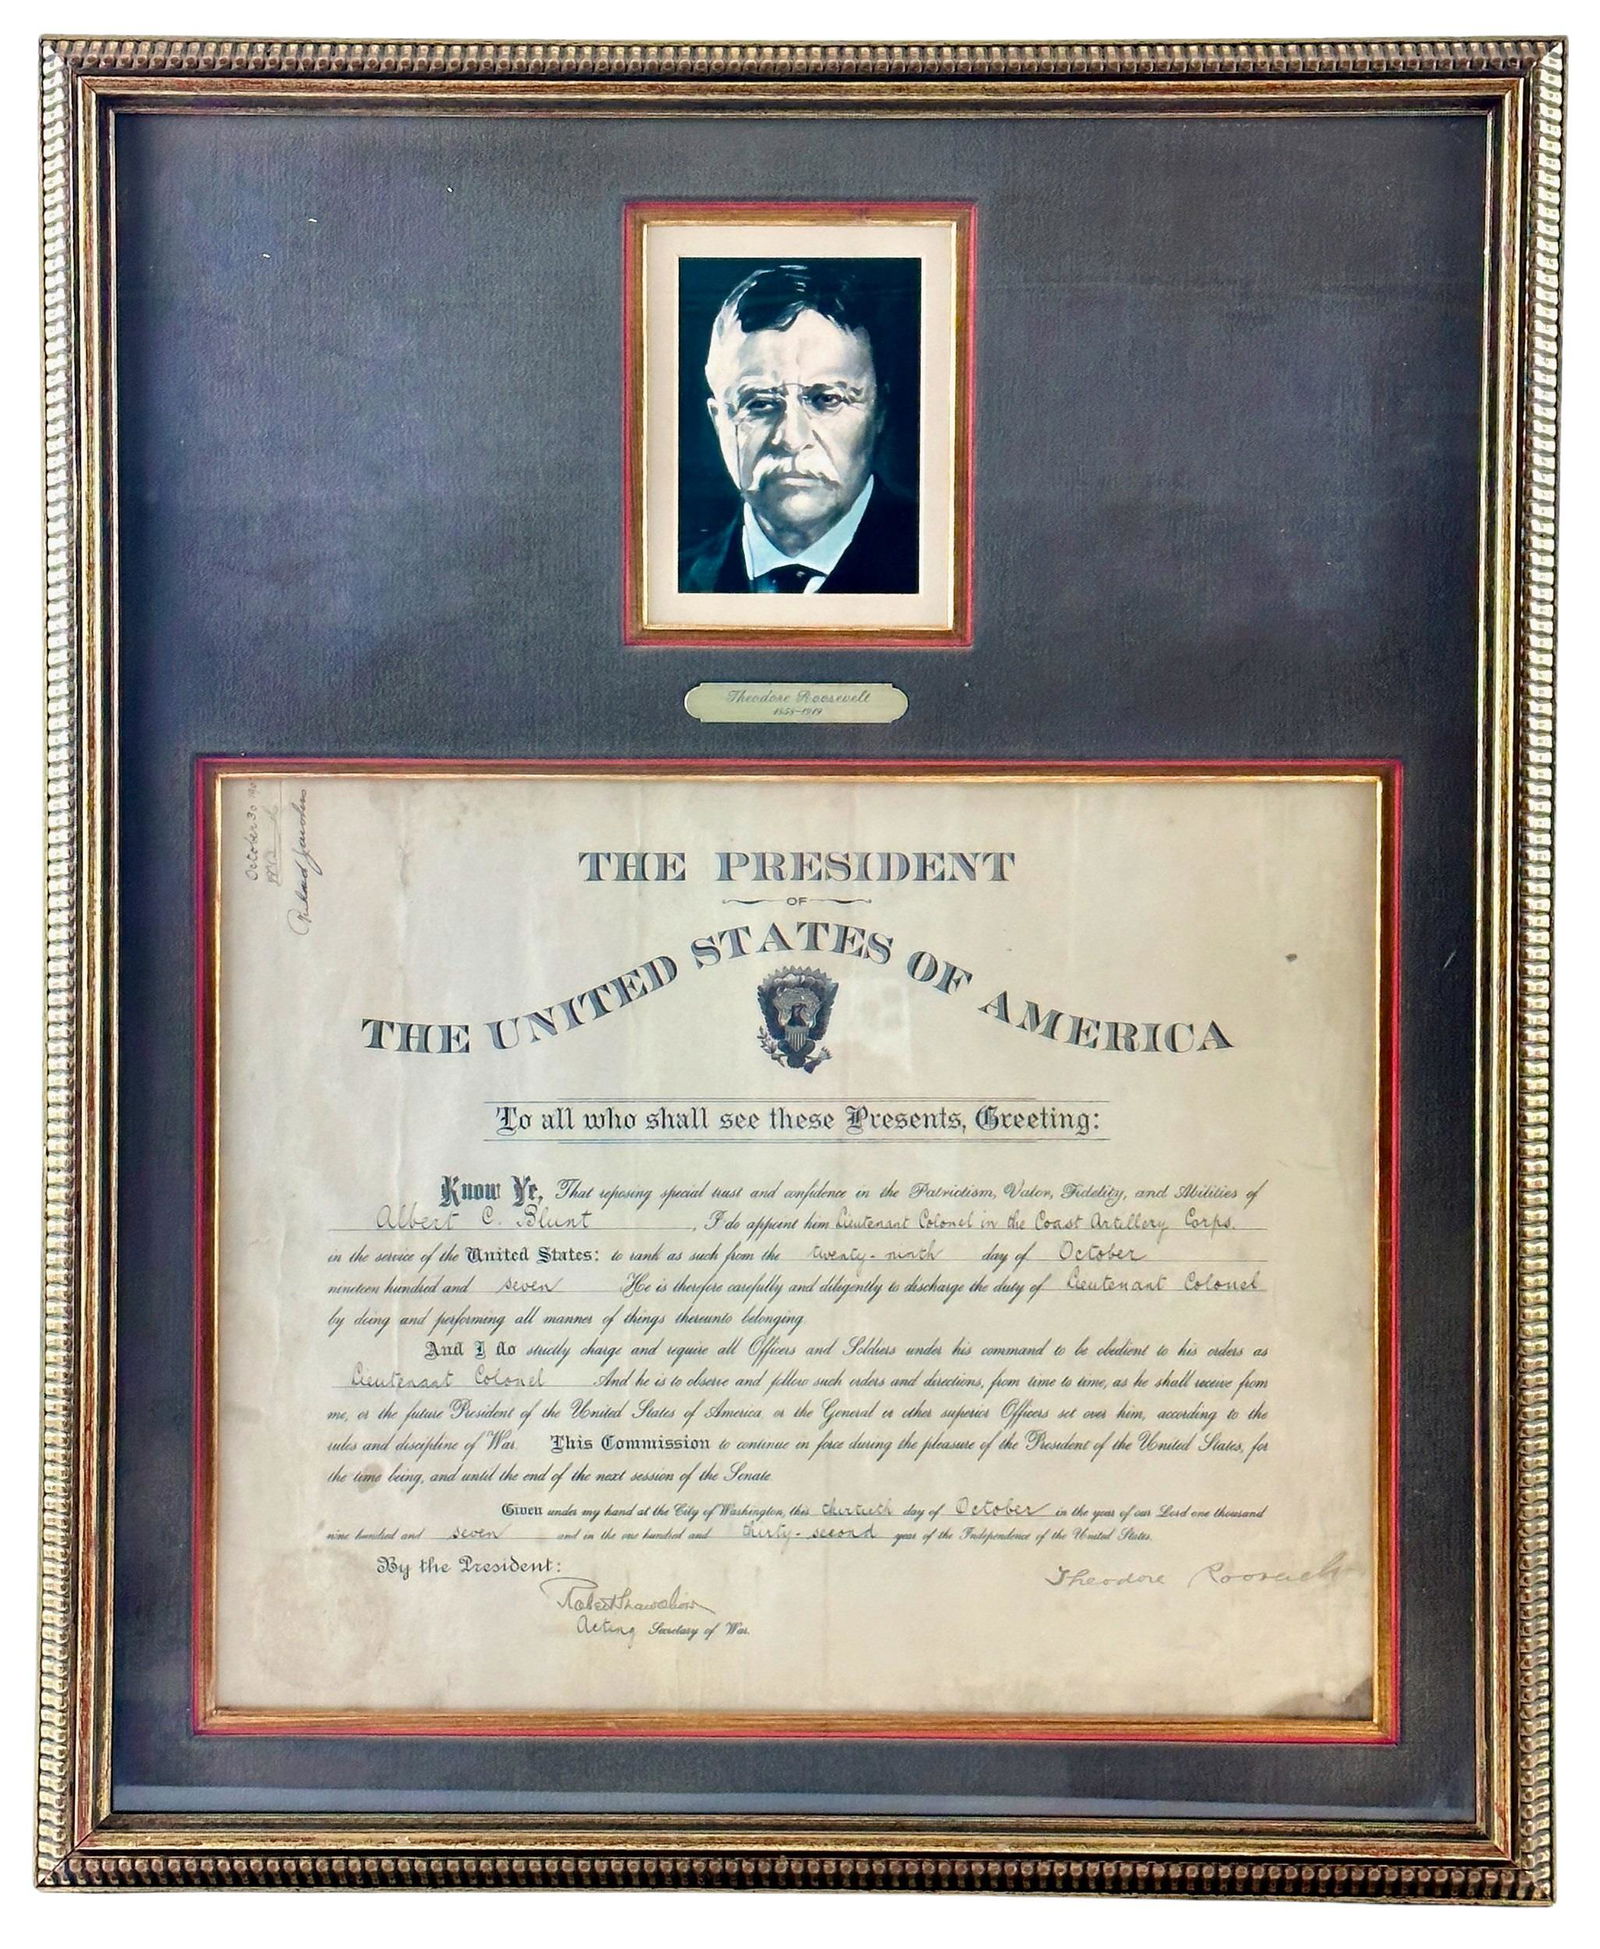 Theodore Roosevelt
1858–1919
October 30
THE PRESIDENT
OF
THE UNITED STATES OF AMERICA
To all who shall see these Presents, Greeting:
Know Ye, That reposing special trust and confidence in the Patriotism, Valor, Fidelity, and Abilities of
Albert C. Blunt, I do appoint him Lieutenant Colonel in the Coast Artillery Corps.
in the service of the United States: to rank as such from the twenty-ninth day of October
nineteen hundred and seven He is therefore carefully and diligently to discharge the duty of Lieutenant Colonel
by doing and performing all manner of things thereunto belonging.
And I do strictly charge and require all Officers and Soldiers under his command to be obedient to his orders as
Lieutenant Colonel And he is to observe and follow such orders and directions, from time to time, as he shall receive from
me, or the future President of the United States of America, or the General or other superior Officers set over him, according to the
rules and discipline of War. This Commission to continue in force during the pleasure of the President of the United States, for
the time being, and until the end of the next session of the Senate.
Given under my hand at the City of Washington, this thirtieth day of October in the year of our Lord one thousand
nine hundred and seven and in the one hundred and thirty-second year of the Independence of the United States.
By the President:
Theodore Roosevelt
Robert Shaw Oliver
Acting Secretary of War.